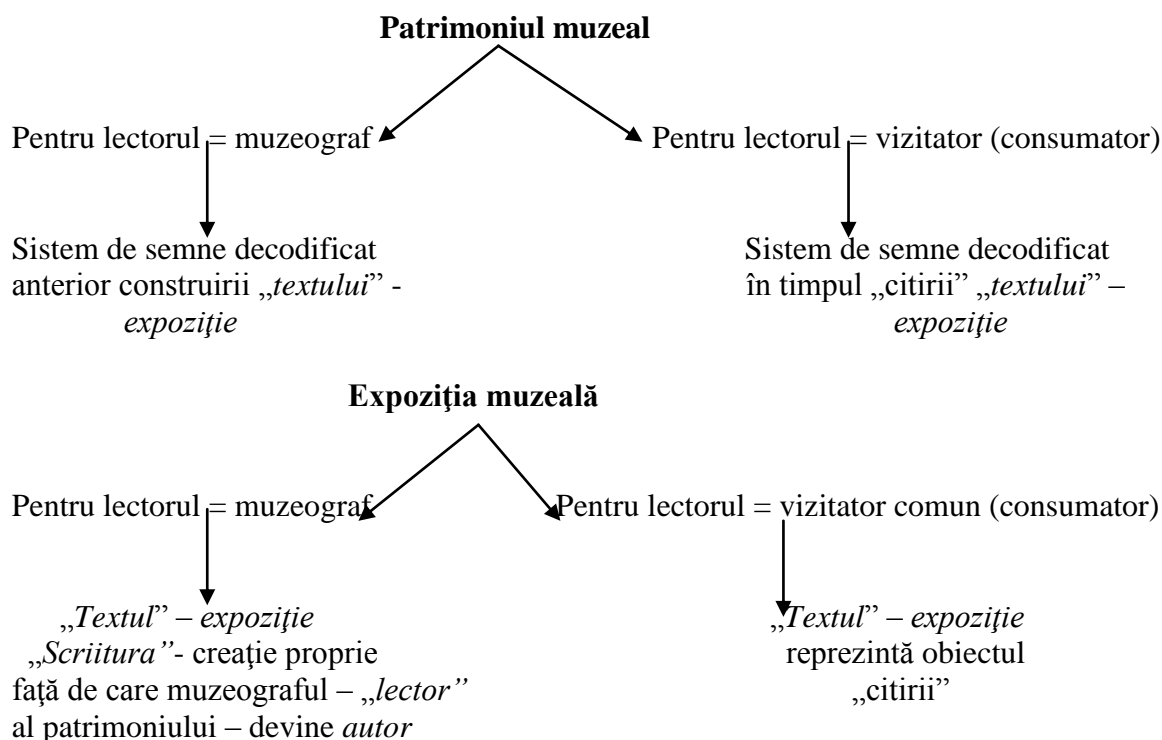 Patrimoniul muzeal
Pentru lectorul = muzeograf
Pentru lectorul = vizitator (consumator)
Sistem de semne decodificat
anterior construirii „textului” -
expoziţie
Sistem de semne decodificat
în timpul „citirii” „textului” –
expoziţie
Expoziţia muzeală
Pentru lectorul = muzeograf
Pentru lectorul = vizitator comun (consumator)
„Textul” – expoziţie
„Scriitura”- creaţie proprie
faţă de care muzeograful – „lector”
al patrimoniului – devine autor
„Textul” – expoziţie
reprezintă obiectul
„citirii”